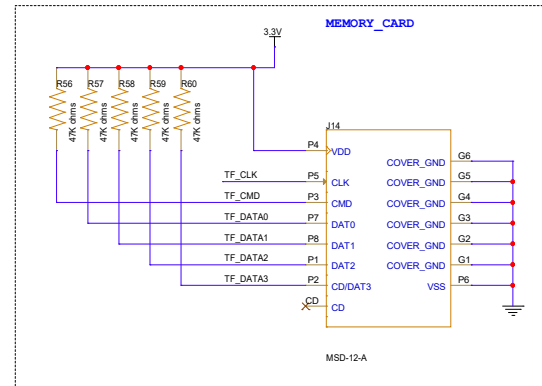 MEMORY_CARD
3.3V
R56 R57 R58 R59 R60
47K ohms 47K ohms 47K ohms 47K ohms 47K ohms
J14
P4 VDD
COVER_GND G6
TF_CLK P5 CLK
COVER_GND G5
TF_CMD P3 CMD
COVER_GND G4
TF_DATA0 P7 DAT0
COVER_GND G3
TF_DATA1 P8 DAT1
COVER_GND G2
TF_DATA2 P1 DAT2
COVER_GND G1
TF_DATA3 P2 CD/DAT3
VSS P6
CD CD
MSD-12-A